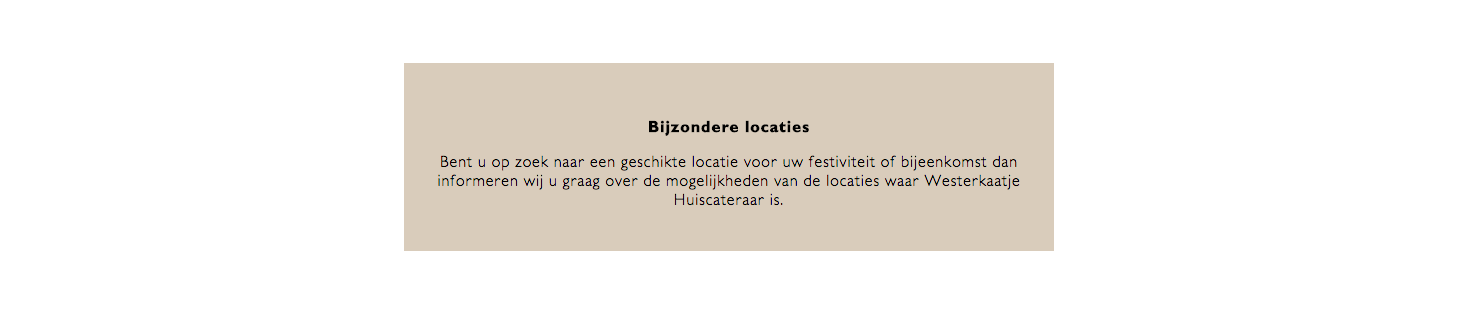 Bijzondere locaties
Bent u op zoek naar een geschikte locatie voor uw festiviteit of bijeenkomst dan
informeren wij u graag over de mogelijkheden van de locaties waar Westerkaatje
Huiscateraar is.